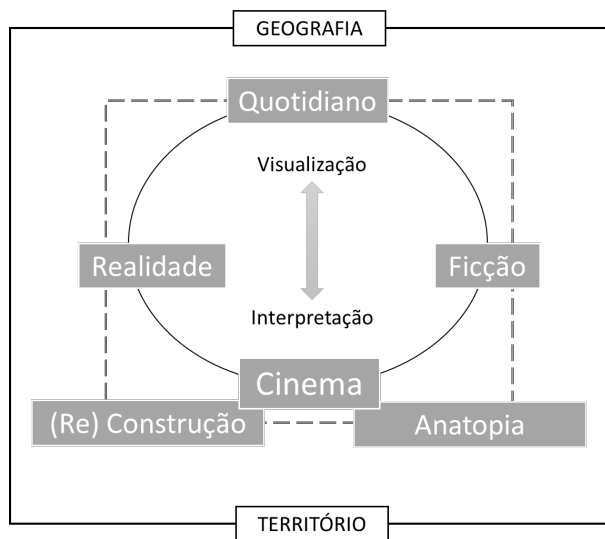 GEOGRAFIA
Quotidiano
Visualização
Realidade
Ficção
Interpretação
Cinema
(Re) Construção
Anatopia
TERRITÓRIO